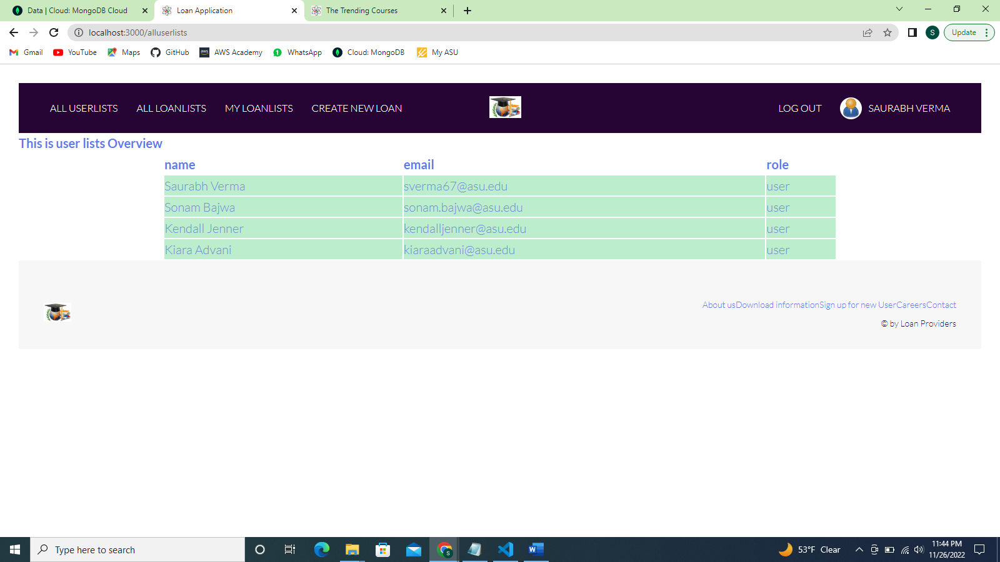 Data | Cloud: MongoDB Cloud Loan Application The Trending Courses
localhost:3000/alluserlists S Update
Gmail YouTube Maps GitHub aws AWS Academy 1 WhatsApp Cloud: MongoDB My ASU
ALL USERLISTS ALL LOANLISTS MY LOANLISTS CREATE NEW LOAN LOG OUT SAURABH VERMA
This is user lists Overview
name email role
Saurabh Verma sverma67@asu.edu user
Sonam Bajwa sonam.bajwa@asu.edu user
Kendall Jenner kendalljenner@asu.edu user
Kiara Advani kiaraadvani@asu.edu user
About usDownload informationSign up for new UserCareersContact
© by Loan Providers
Type here to search S W 53°F Clear 11:44 PM
11/26/2022